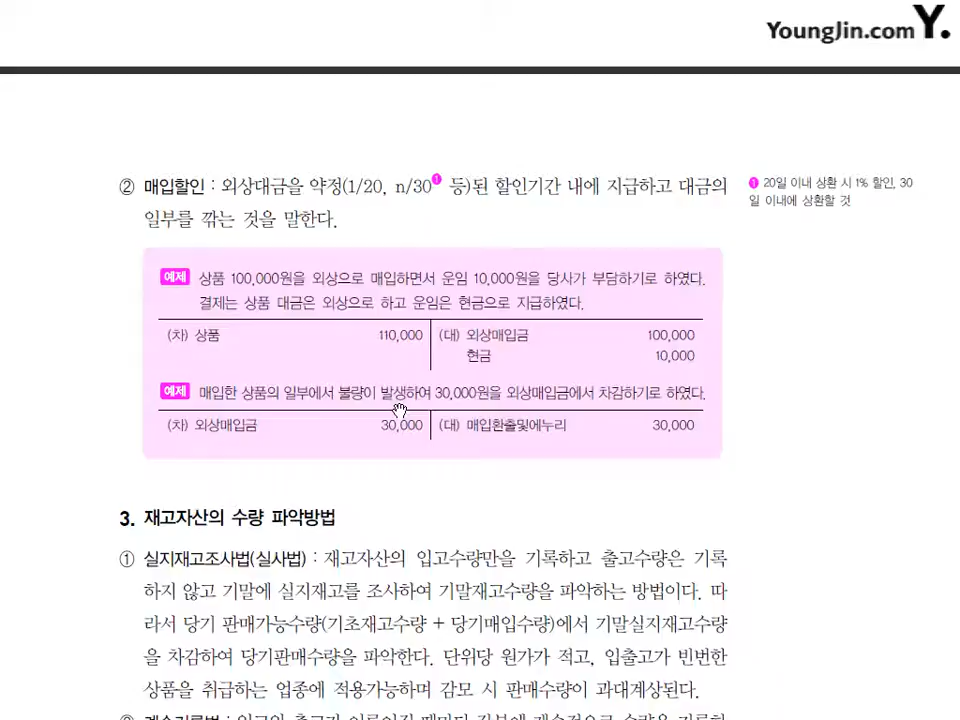 YoungJin.com Y.
② 매입할인 : 외상대금을 약정(1/20, n/30❶ 등)된 할인기간 내에 지급하고 대금의
일부를 깎는 것을 말한다.
❶ 20일 이내 상환 시 1% 할인, 30
일 이내에 상환할 것
예제 상품 100,000원을 외상으로 매입하면서 운임 10,000원을 당사가 부담하기로 하였다.
결제는 상품 대금은 외상으로 하고 운임은 현금으로 지급하였다.
(차) 상품 110,000 (대) 외상매입금 100,000
현금 10,000
예제 매입한 상품의 일부에서 불량이 발생하여 30,000원을 외상매입금에서 차감하기로 하였다.
(차) 외상매입금 30,000 (대) 매입환출및에누리 30,000
3. 재고자산의 수량 파악방법
① 실지재고조사법(실사법) : 재고자산의 입고수량만을 기록하고 출고수량은 기록
하지 않고 기말에 실지재고를 조사하여 기말재고수량을 파악하는 방법이다. 따
라서 당기 판매가능수량(기초재고수량 + 당기매입수량)에서 기말실지재고수량
을 차감하여 당기판매수량을 파악한다. 단위당 원가가 적고, 입출고가 빈번한
상품을 취급하는 업종에 적용가능하며 감모 시 판매수량이 과대계상된다.